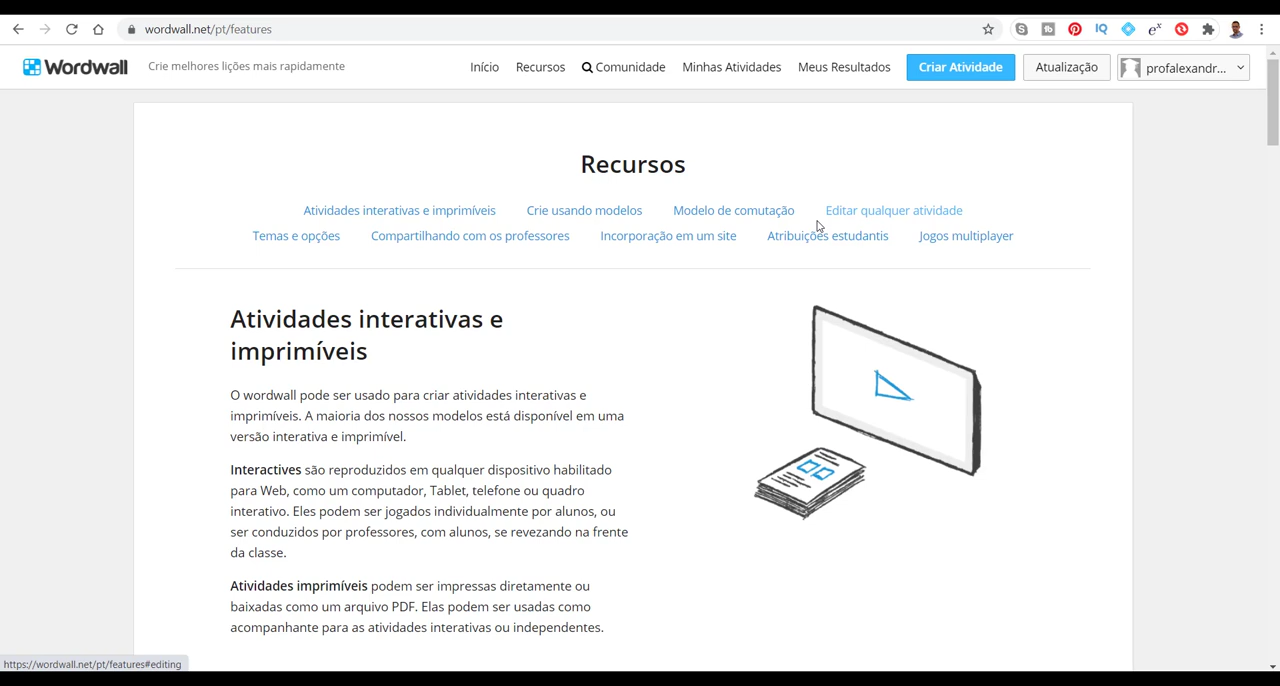 wordwall.net/pt/features
Wordwall
Crie melhores lições mais rapidamente
Início Recursos Comunidade Minhas Atividades Meus Resultados Criar Atividade Atualização profalexandr...
Recursos
Atividades interativas e imprimíveis Crie usando modelos Modelo de comutação Editar qualquer atividade
Temas e opções Compartilhando com os professores Incorporação em um site Atribuições estudantis Jogos multiplayer
Atividades interativas e
imprimíveis
O wordwall pode ser usado para criar atividades interativas e
imprimíveis. A maioria dos nossos modelos está disponível em uma
versão interativa e imprimível.
Interactives são reproduzidos em qualquer dispositivo habilitado
para Web, como um computador, Tablet, telefone ou quadro
interativo. Eles podem ser jogados individualmente por alunos, ou
ser conduzidos por professores, com alunos, se revezando na frente
da classe.
Atividades imprimíveis podem ser impressas diretamente ou
baixadas como um arquivo PDF. Elas podem ser usadas como
acompanhante para as atividades interativas ou independentes.
https://wordwall.net/pt/features#editing